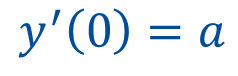 y′(0) = a